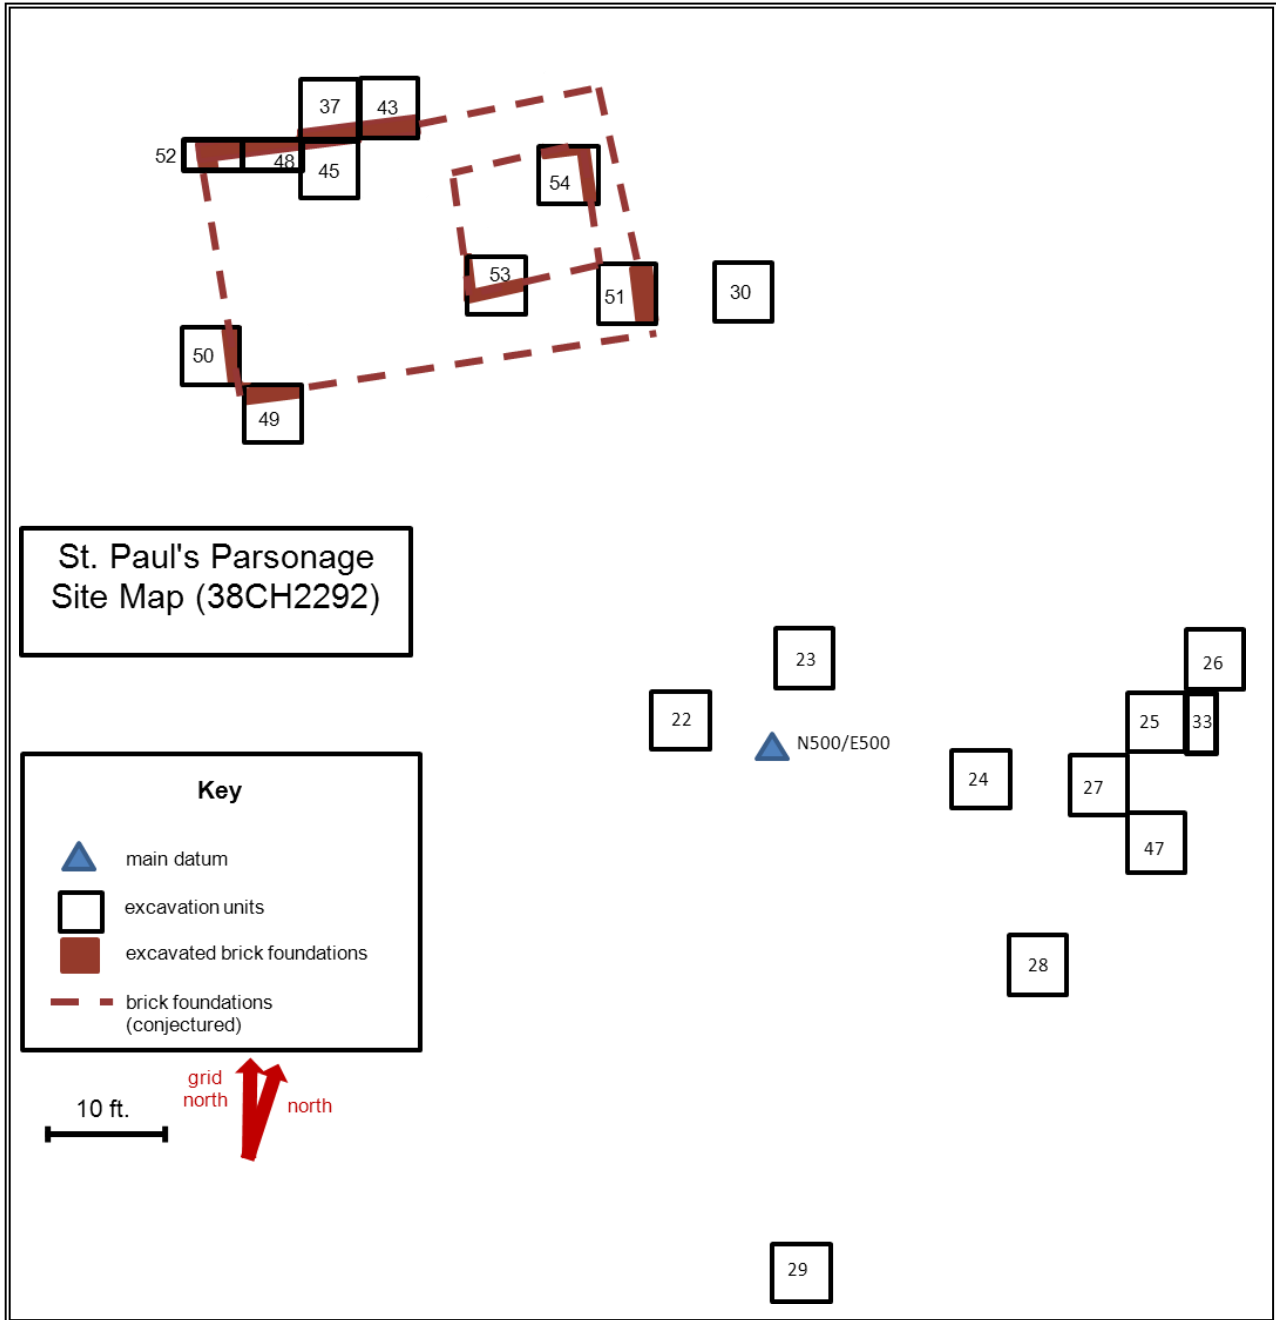 37
43
52
48
45
54
53
51
30
50
49
St. Paul's Parsonage
Site Map (38CH2292)
23
26
22
25
33
N500/E500
24
27
47
28
29
Key
main datum
excavation units
excavated brick foundations
brick foundations
(conjectured)
grid
north
north
10 ft.